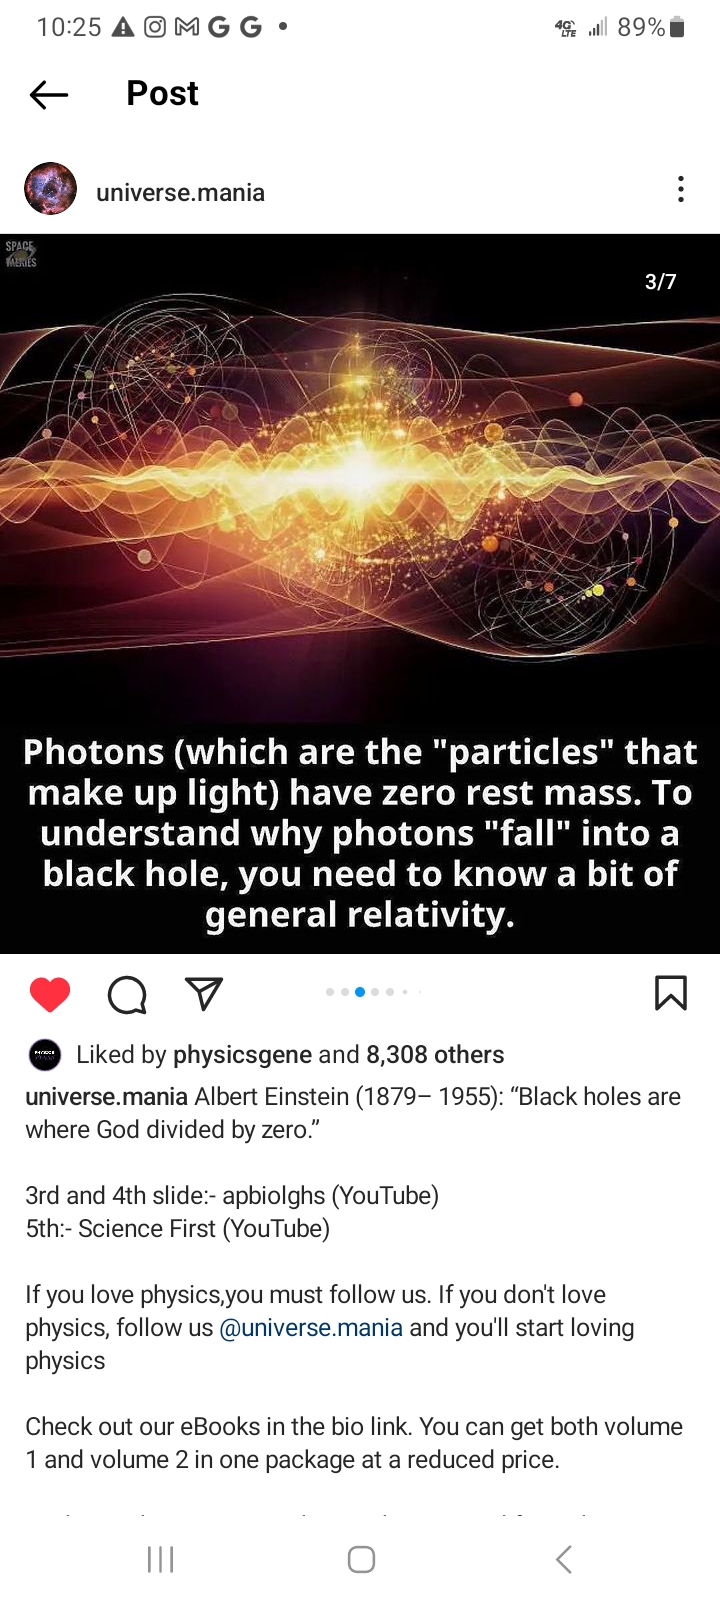 10:25
4G LTE 89%
Post
universe.mania
SPACE
3/7
Photons (which are the "particles" that
make up light) have zero rest mass. To
understand why photons "fall" into a
black hole, you need to know a bit of
general relativity.
Liked by physicsgene and 8,308 others
universe.mania Albert Einstein (1879– 1955): “Black holes are
where God divided by zero.”
3rd and 4th slide:- apbiolghs (YouTube)
5th:- Science First (YouTube)
If you love physics,you must follow us. If you don't love
physics, follow us @universe.mania and you'll start loving
physics
Check out our eBooks in the bio link. You can get both volume
1 and volume 2 in one package at a reduced price.